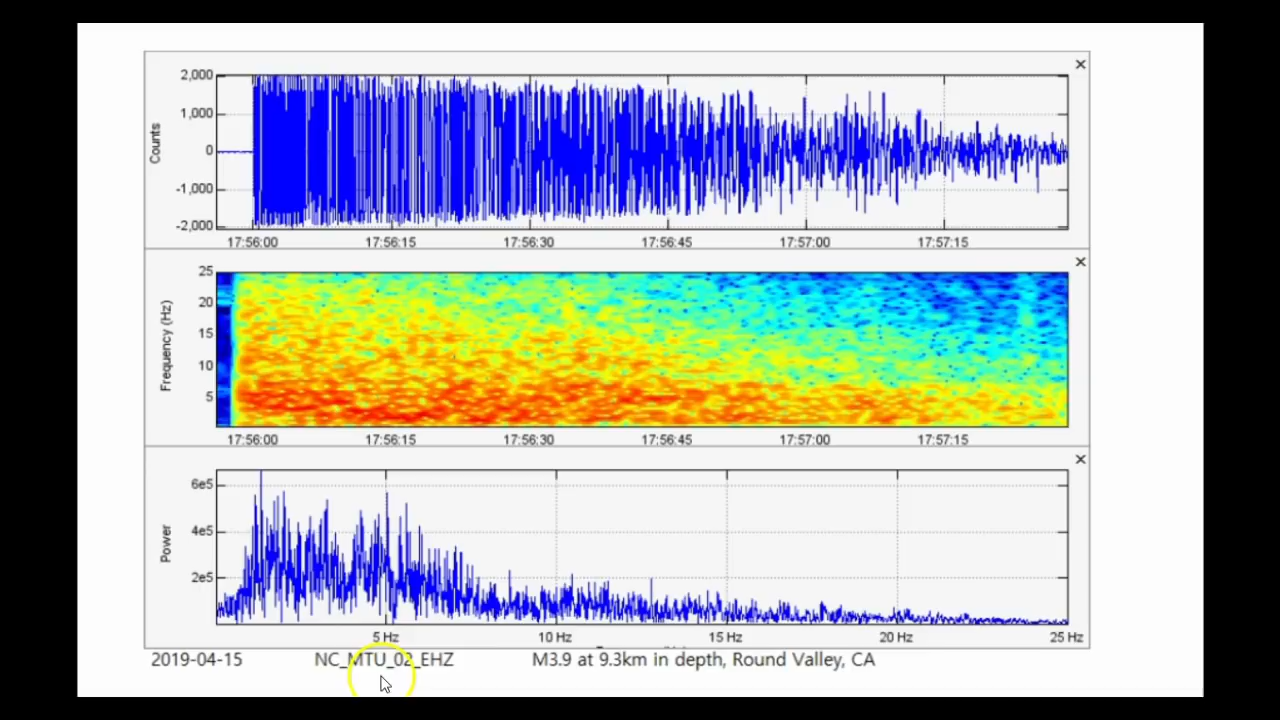 ×
2,000
1,000
0
-1,000
-2,000
Counts
17:56:00 17:56:15 17:56:30 17:56:45 17:57:00 17:57:15
×
25
20
15
10
5
Frequency (Hz)
17:56:00 17:56:15 17:56:30 17:56:45 17:57:00 17:57:15
×
6e5
4e5
2e5
Power
5 Hz 10 Hz 15 Hz 20 Hz 25 Hz
2019-04-15 NC_MTU_02_EHZ M3.9 at 9.3km in depth, Round Valley, CA